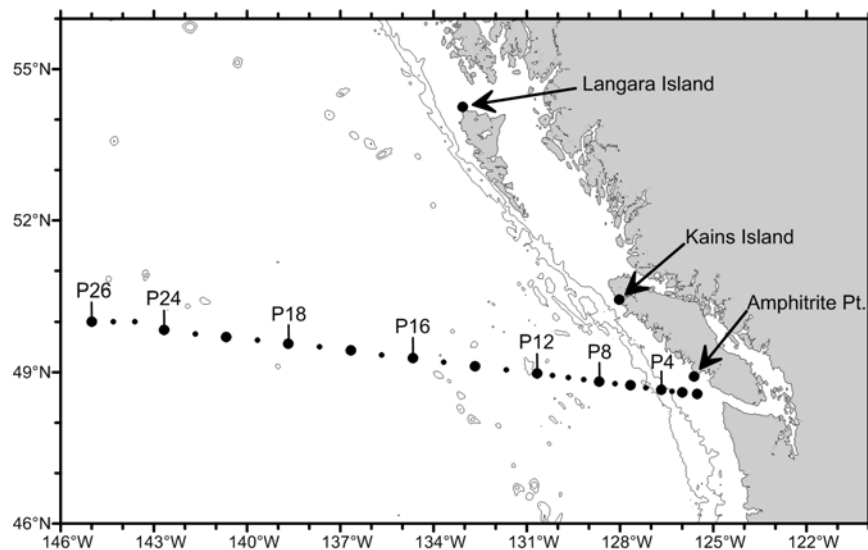 55°N
52°N
49°N
46°N
Langara Island
Kains Island
Amphitrite Pt.
P26
P24
P18
P16
P12
P8
P4
146°W 143°W 140°W 137°W 134°W 131°W 128°W 125°W 122°W